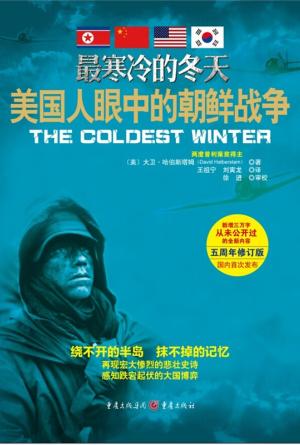 最寒冷的冬天
美国人眼中的朝鲜战争
THE COLDEST WINTER
两度普利策奖得主
（美）大卫·哈伯斯塔姆 (David Halberstam) 著
王祖宁 刘寅龙 译
徐进 审校
新增三万字
从未公开过
的全新内容
五周年修订版
国内首次发布
绕不开的半岛 抹不掉的记忆
再现宏大惨烈的悲壮史诗
感知跌宕起伏的大国博弈
重庆出版集团 重庆出版社